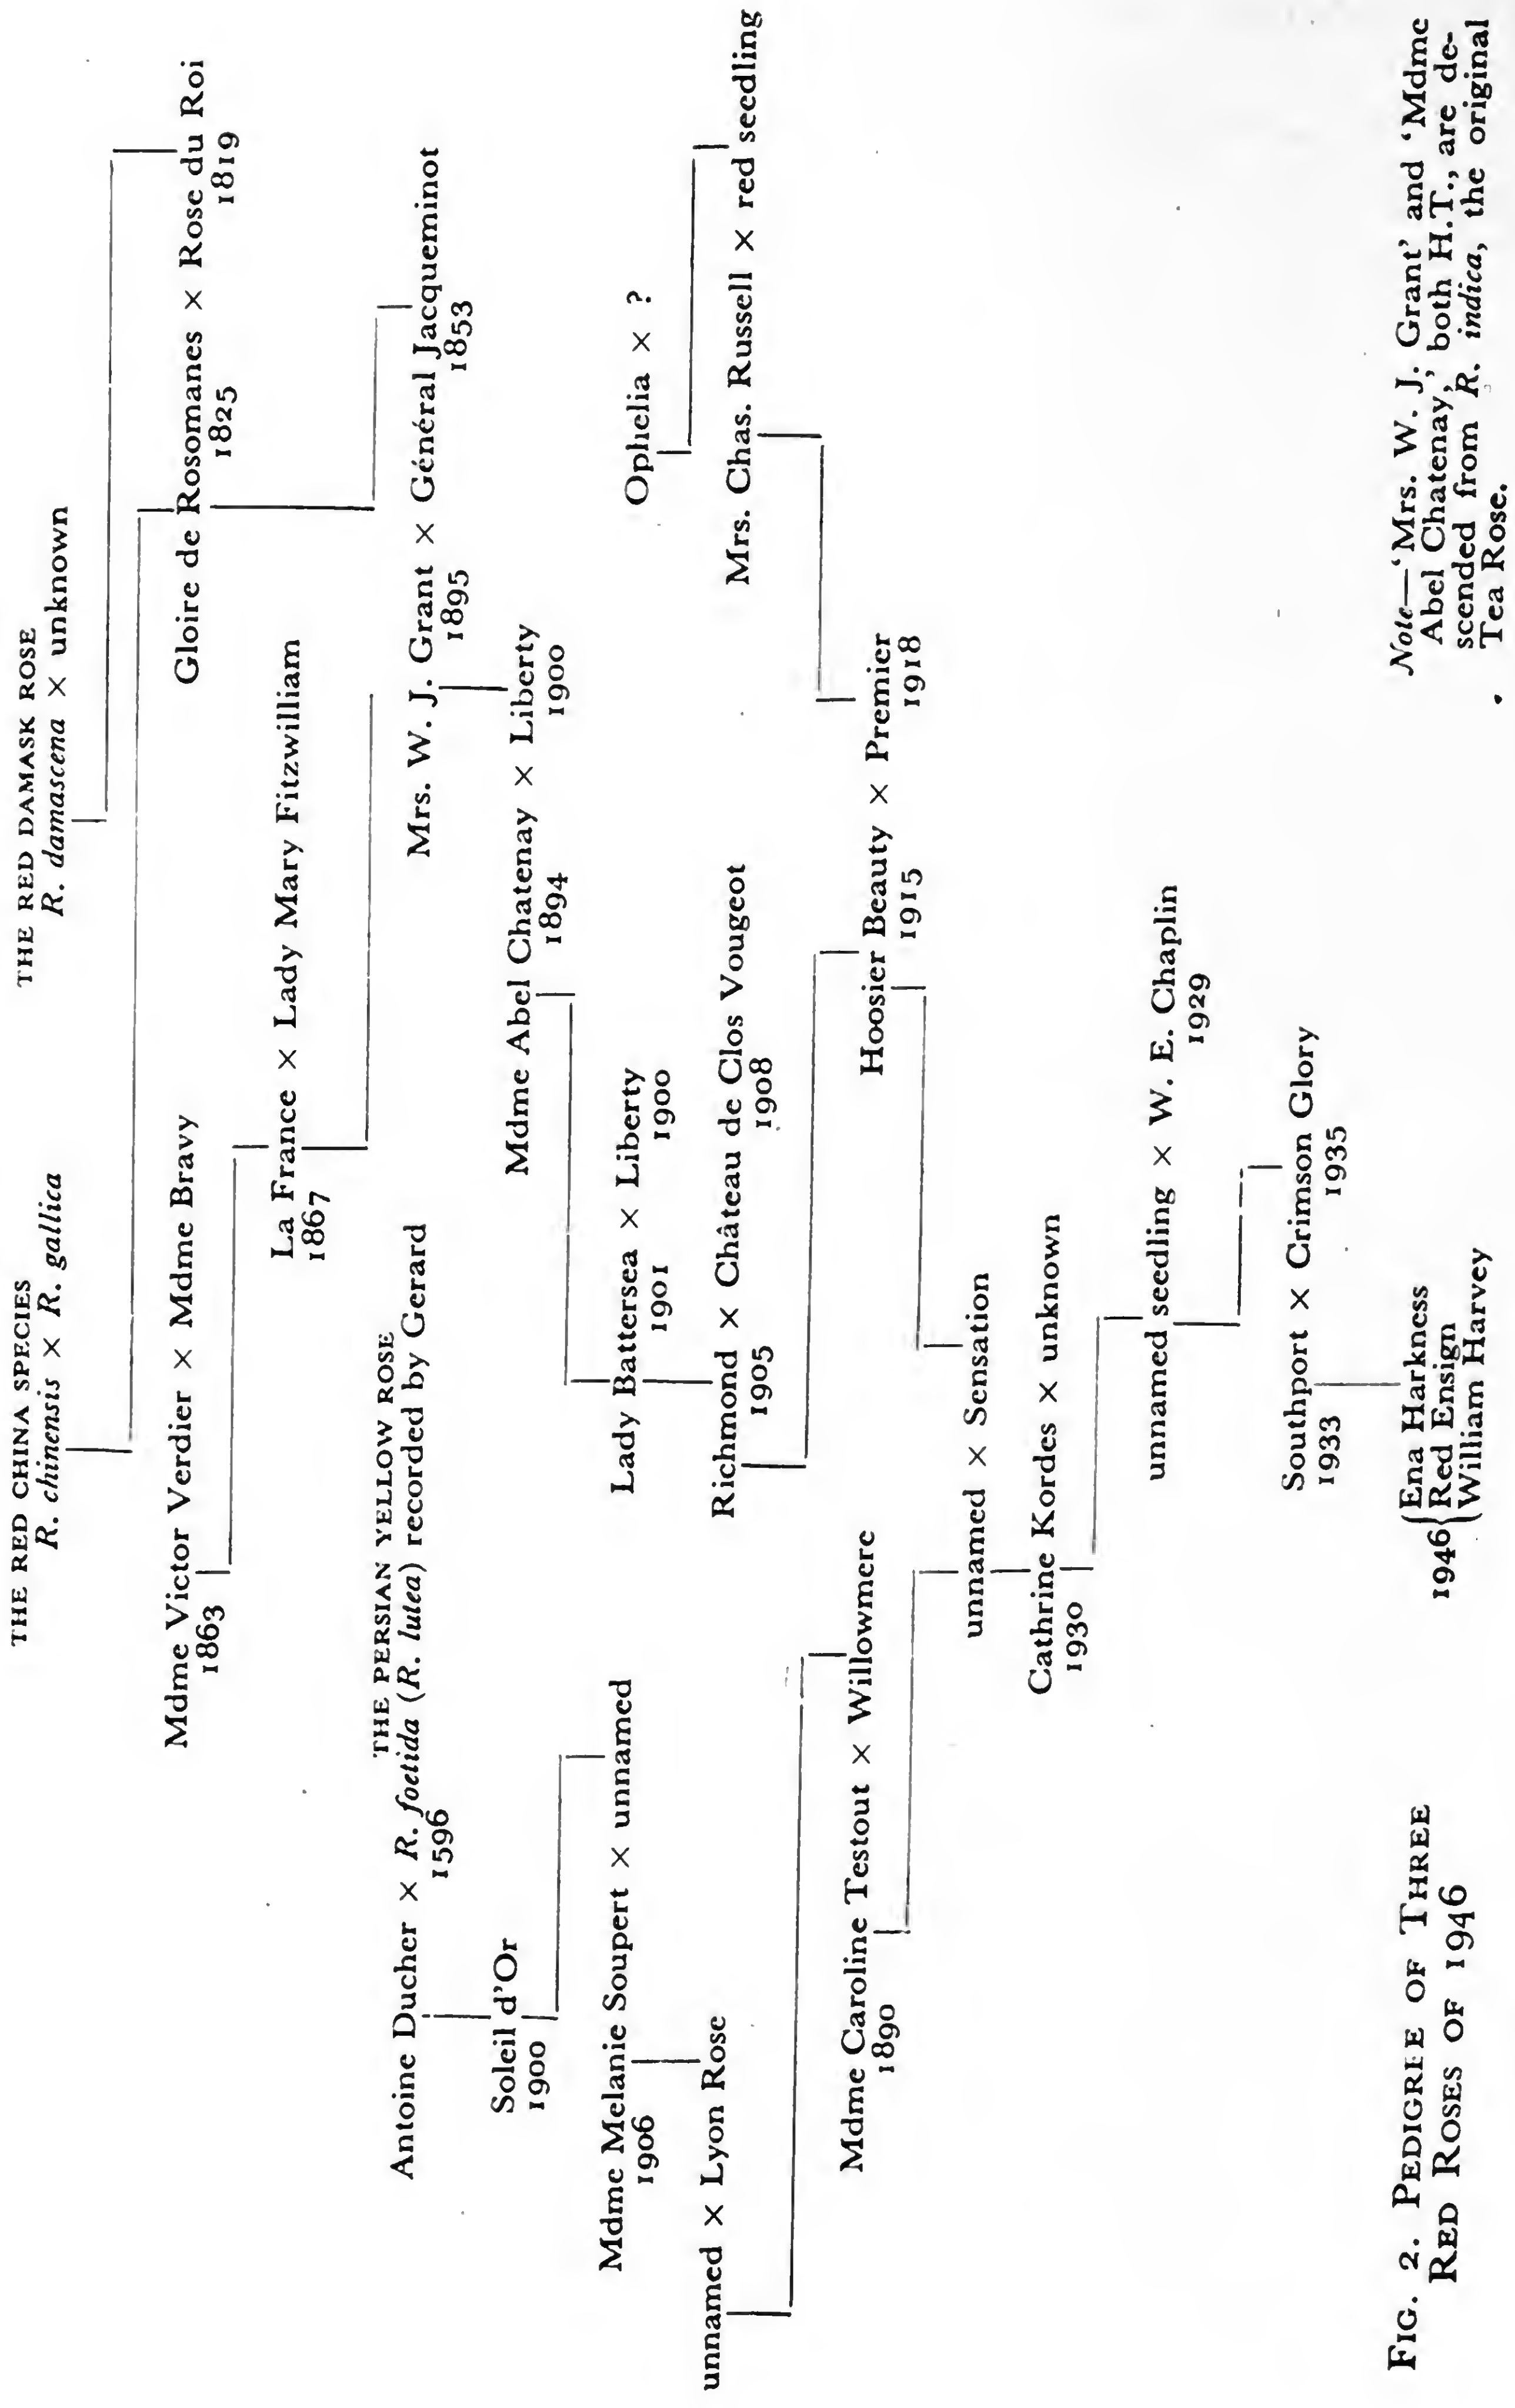 THE RED CHINA SPECIES
R. chinensis × R. gallica
THE RED DAMASK ROSE
R. damascena × unknown
Mdme Victor Verdier × Mdme Bravy
1863
Gloire de Rosomanes × Rose du Roi
1825 1819
La France × Lady Mary Fitzwilliam
1867
THE PERSIAN YELLOW ROSE
Antoine Ducher × R. foetida (R. lutea) recorded by Gerard
1596
Mrs. W. J. Grant × Général Jacqueminot
1895 1853
Soleil d'Or
1900
Mdme Abel Chatenay × Liberty
1894 1900
Mdme Melanie Soupert × unnamed
1906
Lady Battersea × Liberty
1901 1900
Ophelia × ?
unnamed × Lyon Rose
Richmond × Château de Clos Vougeot
1905 1908
Mrs. Chas. Russell × red seedling
Mdme Caroline Testout × Willowmere
1890
Hoosier Beauty × Premier
1915 1918
unnamed × Sensation
Cathrine Kordes × unknown
1930
unnamed seedling × W. E. Chaplin
1929
Southport × Crimson Glory
1933 1935
Ena Harkness
1946 Red Ensign
William Harvey
FIG. 2. PEDIGREE OF THREE
RED ROSES OF 1946
Note—'Mrs. W. J. Grant' and 'Mdme
Abel Chatenay,' both H.T., are de-
scended from R. indica, the original
Tea Rose.